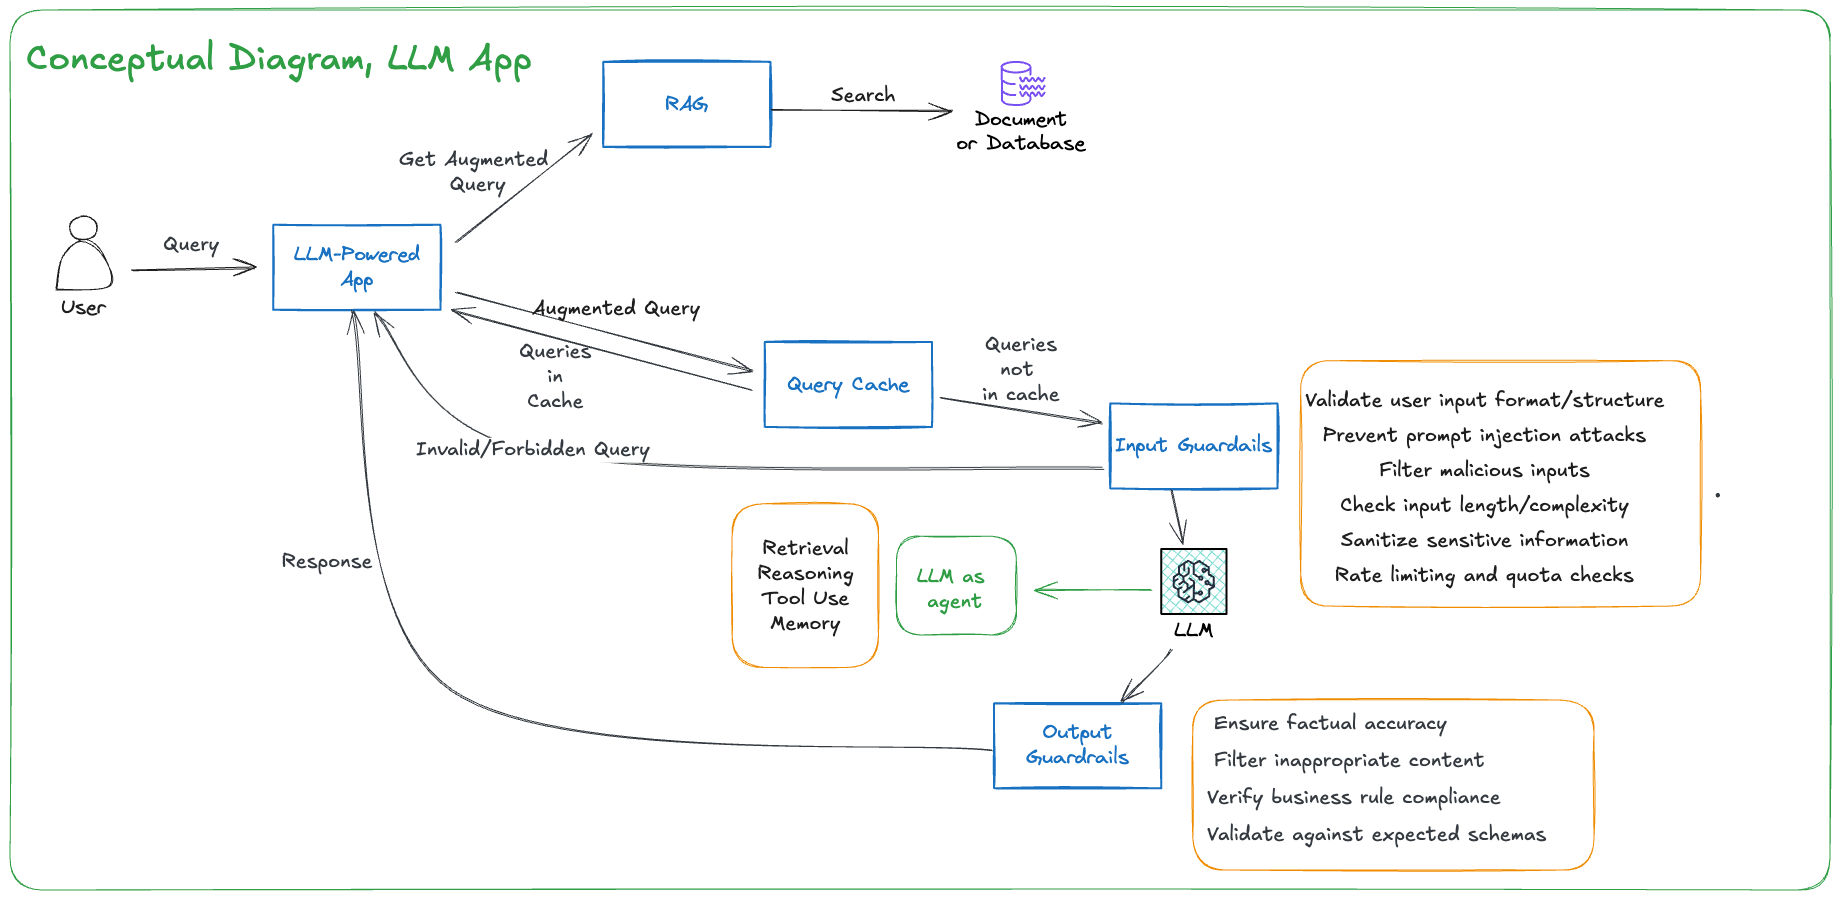 Conceptual Diagram, LLM App
RAG
Search
Document
or Database
Get Augmented
Query
User
Query
LLM-Powered
App
Augmented Query
Queries
in
Cache
Query Cache
Queries
not
in cache
Invalid/Forbidden Query
Input Guardails
Validate user input format/structure
Prevent prompt injection attacks
Filter malicious inputs
Check input length/complexity
Sanitize sensitive information
Rate limiting and quota checks
Response
Retrieval
Reasoning
Tool Use
Memory
LLM as
agent
LLM
Output
Guardrails
Ensure factual accuracy
Filter inappropriate content
Verify business rule compliance
Validate against expected schemas